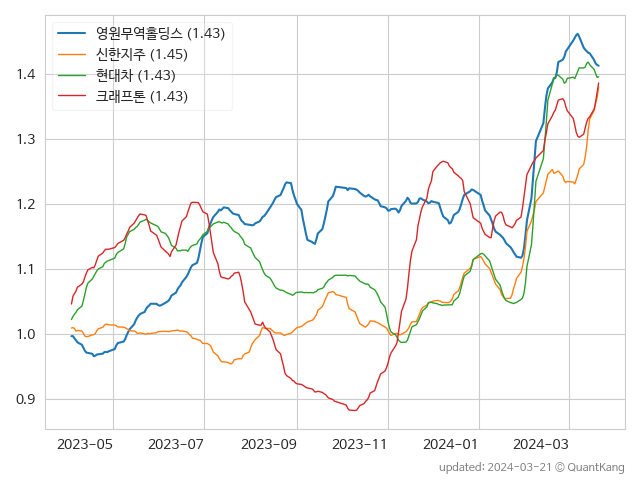 영원무역홀딩스 (1.43)
신한지주 (1.45)
현대차 (1.43)
크래프톤 (1.43)
1.4
1.3
1.2
1.1
1.0
0.9
2023-05 2023-07 2023-09 2023-11 2024-01 2024-03
updated: 2024-03-21 © QuantKang